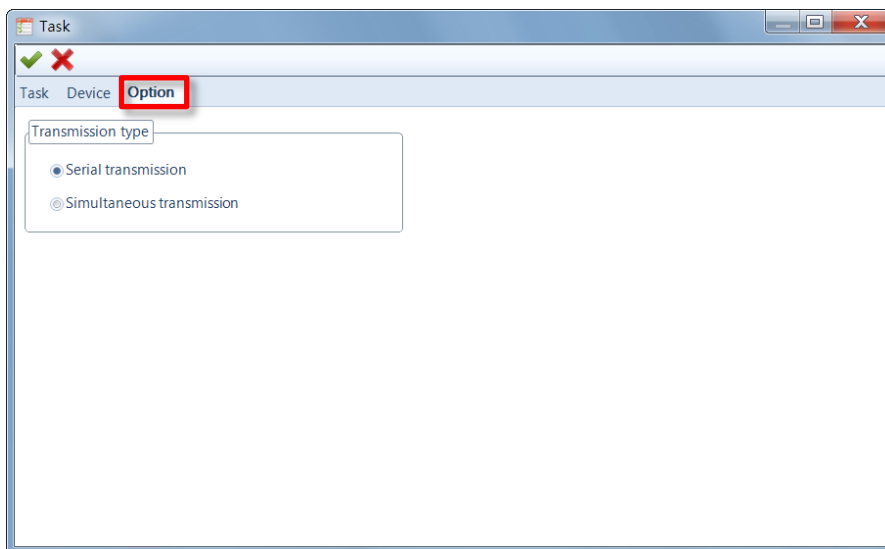 Task
Task Device Option
Transmission type
Serial transmission
Simultaneous transmission